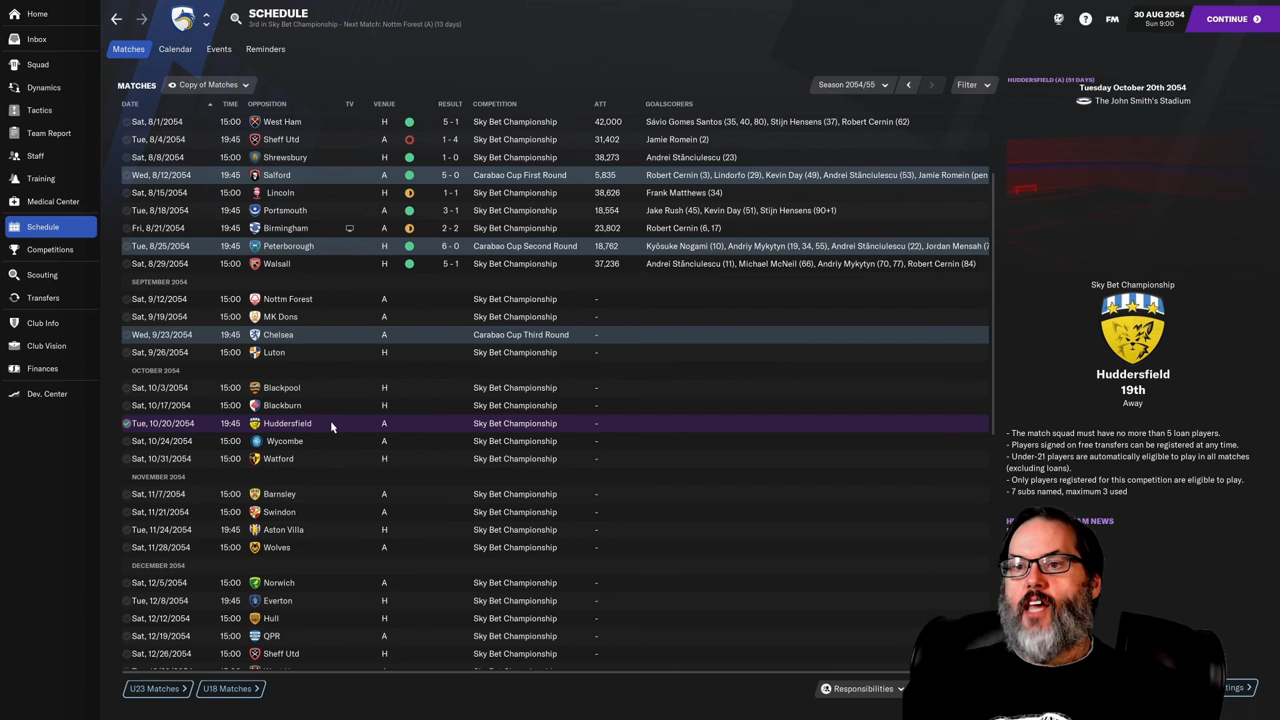 Home
Inbox
Squad
Dynamics
Tactics
Team Report
Staff
Training
Medical Center
Schedule
Competitions
Scouting
Transfers
Club Info
Club Vision
Finances
Dev. Center
SCHEDULE
3rd in Sky Bet Championship - Next Match: Nottm Forest (A) (13 days)
FM
30 AUG 2054
Sun 9:00
CONTINUE
Matches Calendar Events Reminders
MATCHES Copy of Matches Season 2054/55 Filter
DATE TIME OPPOSITION TV VENUE RESULT COMPETITION ATT GOALSCORERS
Sat, 8/1/2054 15:00 West Ham H 5 - 1 Sky Bet Championship 42,000 Sávio Gomes Santos (35, 40, 80), Stijn Hensens (37), Robert Cernin (62)
Tue, 8/4/2054 19:45 Sheff Utd A 1 - 4 Sky Bet Championship 31,402 Jamie Romein (2)
Sat, 8/8/2054 15:00 Shrewsbury H 1 - 0 Sky Bet Championship 38,273 Andrei Stănciulescu (23)
Wed, 8/12/2054 19:45 Salford A 5 - 0 Carabao Cup First Round 5,835 Robert Cernin (3), Lindorfo (29), Kevin Day (49), Andrei Stănciulescu (53), Jamie Romein (pen
Sat, 8/15/2054 15:00 Lincoln H 1 - 1 Sky Bet Championship 38,626 Frank Matthews (34)
Tue, 8/18/2054 19:45 Portsmouth A 3 - 1 Sky Bet Championship 18,554 Jake Rush (45), Kevin Day (51), Stijn Hensens (90+1)
Fri, 8/21/2054 19:45 Birmingham A 2 - 2 Sky Bet Championship 23,802 Robert Cernin (6, 17)
Tue, 8/25/2054 19:45 Peterborough H 6 - 0 Carabao Cup Second Round 18,762 Kyōsuke Nogami (10), Andriy Mykytyn (19, 34, 55), Andrei Stănciulescu (22), Jordan Mensah (7
Sat, 8/29/2054 15:00 Walsall H 5 - 1 Sky Bet Championship 37,236 Andrei Stănciulescu (11), Michael McNeil (66), Andriy Mykytyn (70, 77), Robert Cernin (84)
SEPTEMBER 2054
Sat, 9/12/2054 15:00 Nottm Forest A Sky Bet Championship -
Sat, 9/19/2054 15:00 MK Dons A Sky Bet Championship -
Wed, 9/23/2054 19:45 Chelsea A Carabao Cup Third Round -
Sat, 9/26/2054 15:00 Luton H Sky Bet Championship -
OCTOBER 2054
Sat, 10/3/2054 15:00 Blackpool H Sky Bet Championship -
Sat, 10/17/2054 15:00 Blackburn H Sky Bet Championship -
Tue, 10/20/2054 19:45 Huddersfield A Sky Bet Championship -
Sat, 10/24/2054 15:00 Wycombe A Sky Bet Championship -
Sat, 10/31/2054 15:00 Watford H Sky Bet Championship -
NOVEMBER 2054
Sat, 11/7/2054 15:00 Barnsley A Sky Bet Championship -
Sat, 11/21/2054 15:00 Swindon A Sky Bet Championship -
Tue, 11/24/2054 19:45 Aston Villa H Sky Bet Championship -
Sat, 11/28/2054 15:00 Wolves A Sky Bet Championship -
DECEMBER 2054
Sat, 12/5/2054 15:00 Norwich A Sky Bet Championship -
Tue, 12/8/2054 19:45 Everton H Sky Bet Championship -
Sat, 12/12/2054 15:00 Hull H Sky Bet Championship -
Sat, 12/19/2054 15:00 QPR A Sky Bet Championship -
Sat, 12/26/2054 15:00 Sheff Utd H Sky Bet Championship -
U23 Matches U18 Matches Responsibilities
HUDDERSFIELD (A) (51 DAYS)
Tuesday October 20th 2054
The John Smith's Stadium
Sky Bet Championship
Huddersfield
19th
Away
- The match squad must have no more than 5 loan players.
- Players signed on free transfers can be registered at any time.
- Under-21 players are automatically eligible to play in all matches
(excluding loans).
- Only players registered for this competition are eligible to play.
- 7 subs named, maximum 3 used